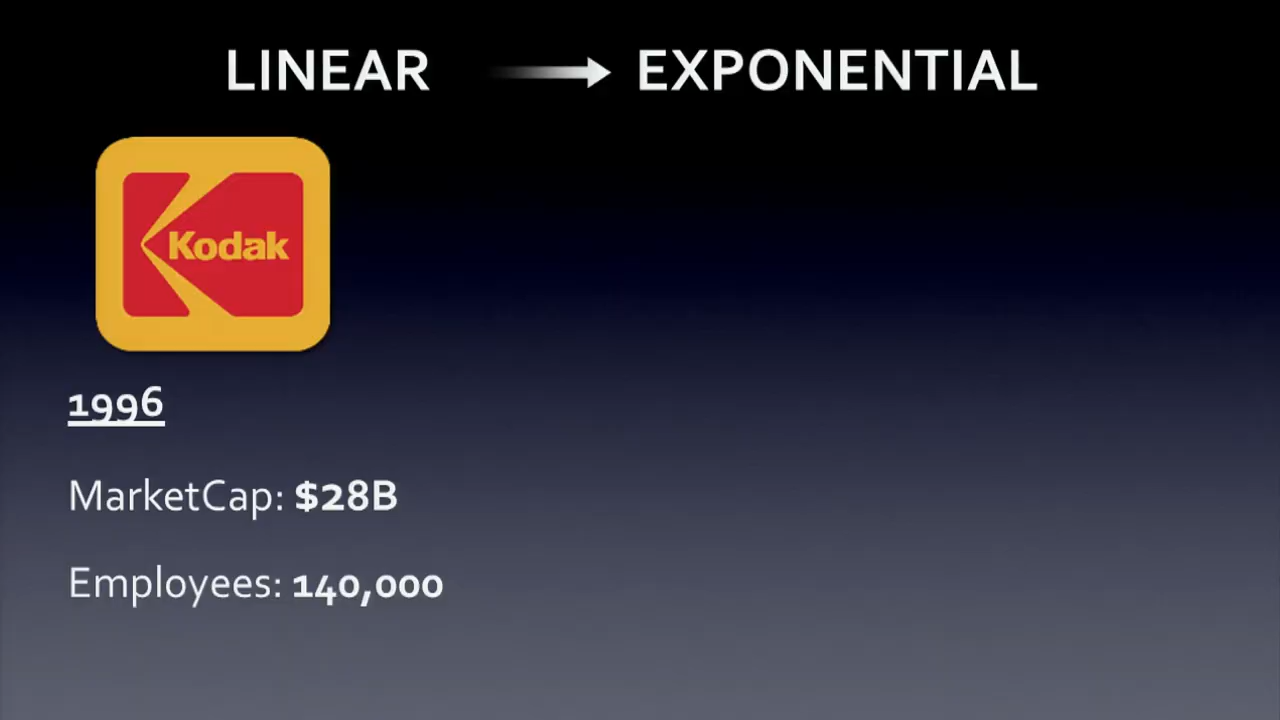 LINEAR → EXPONENTIAL
Kodak
1996
MarketCap: $28B
Employees: 140,000